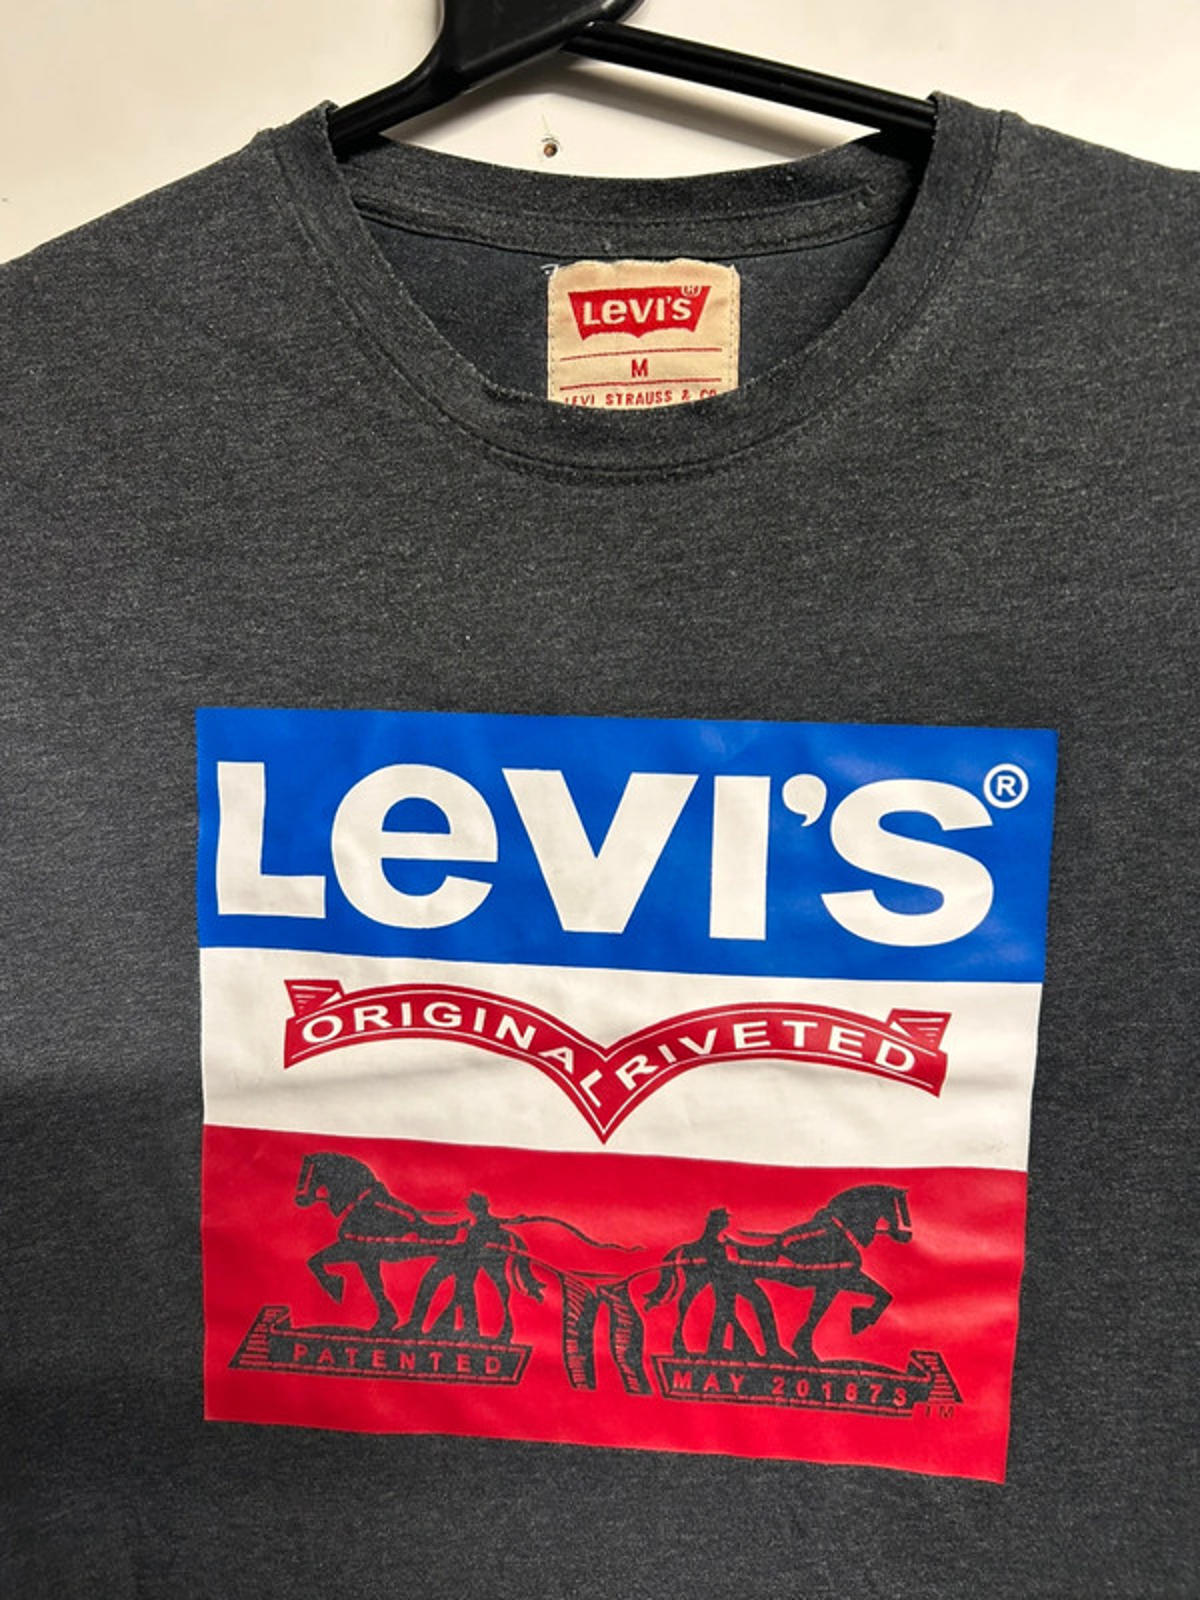 LEVI'S®
M
LEVI STRAUSS & CO
LEVI'S®
ORIGINAL RIVETED
PATENTED
MAY 201873
TM